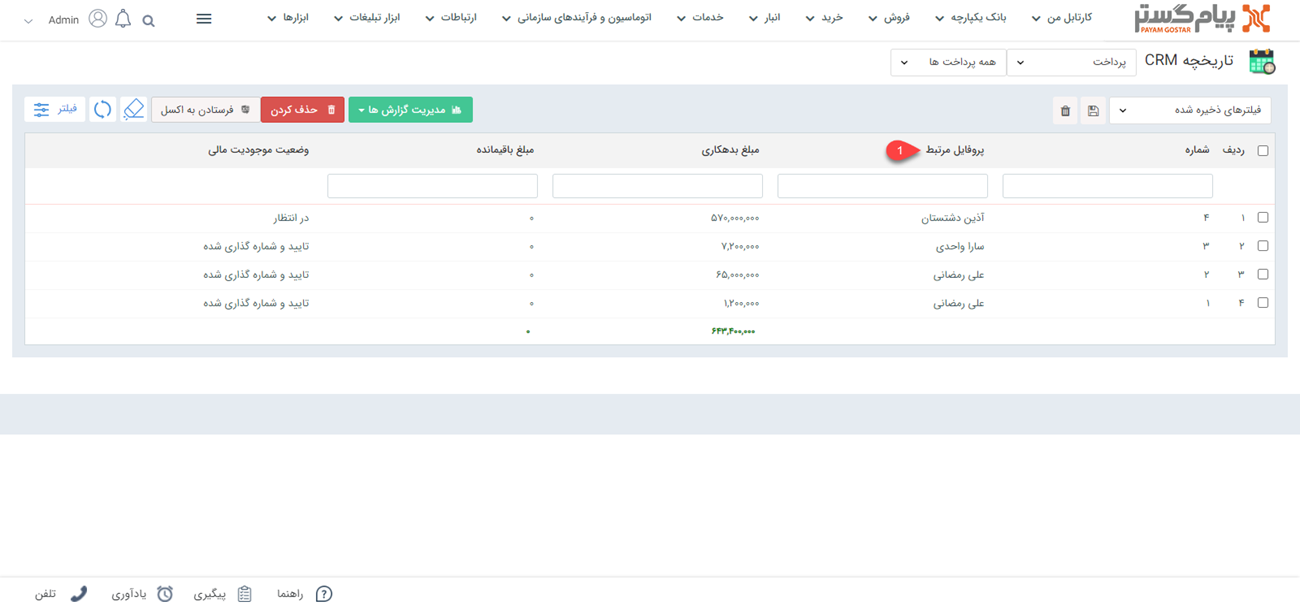 پیام گستر
PAYAM GOSTAR
کارتابل من
بانک یکپارچه
فروش
خرید
انبار
خدمات
اتوماسیون و فرآیندهای سازمانی
ارتباطات
ابزار تبلیغات
ابزارها
Admin
تاریخچه CRM
پرداخت
همه پرداخت ها
فیلترهای ذخیره شده
مدیریت گزارش ها
حذف کردن
فرستادن به اکسل
فیلتر
ردیف شماره پروفایل مرتبط 1 مبلغ بدهکاری مبلغ باقیمانده وضعیت موجودیت مالی
۱ ۴ آذین دشتستان ۵۷۰,۰۰۰,۰۰۰ ۰ در انتظار
۲ ۳ سارا واحدی ۷,۲۰۰,۰۰۰ ۰ تایید و شماره گذاری شده
۳ ۲ علی رمضانی ۶۵,۰۰۰,۰۰۰ ۰ تایید و شماره گذاری شده
۴ ۱ علی رمضانی ۱,۲۰۰,۰۰۰ ۰ تایید و شماره گذاری شده
۶۴۳,۴۰۰,۰۰۰ ۰
راهنما
پیگیری
یادآوری
تلفن